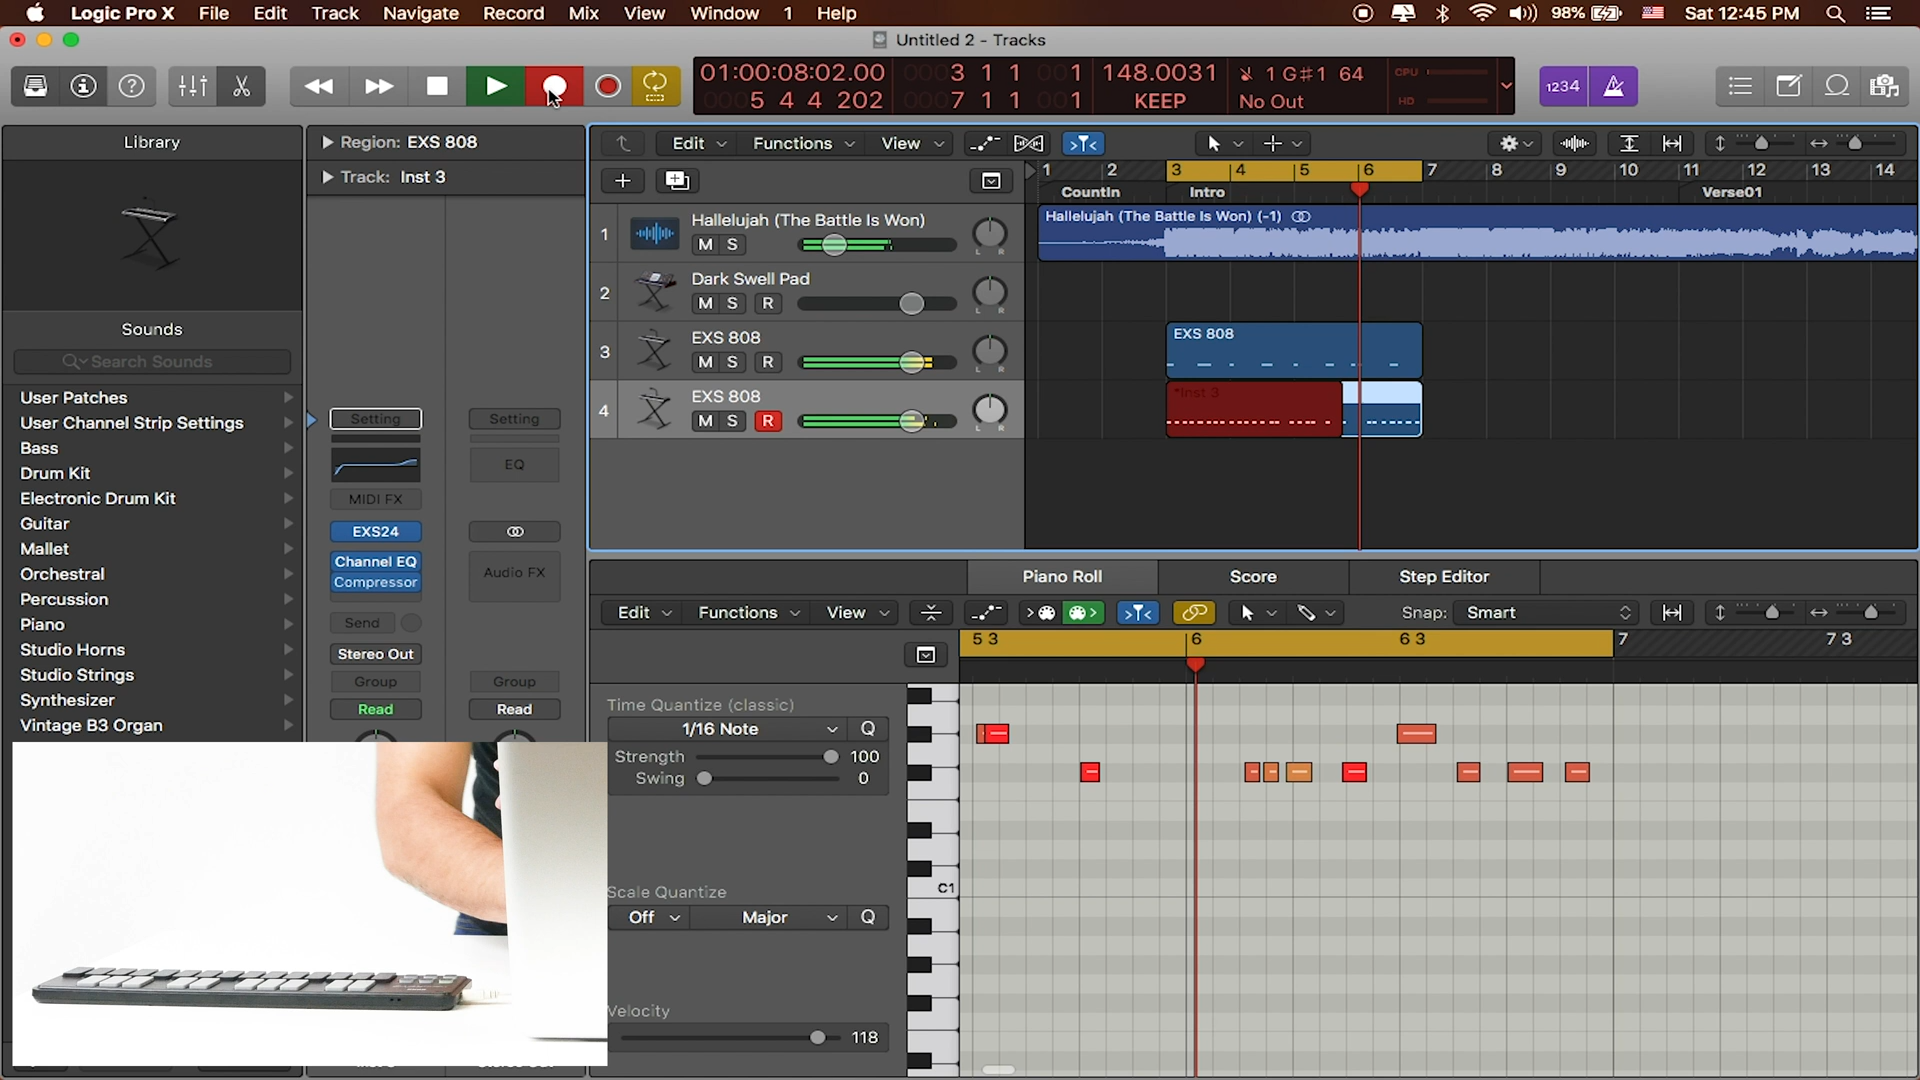 Logic Pro X File Edit Track Navigate Record Mix View Window 1 Help
98% Sat 12:45 PM
Untitled 2 - Tracks
01:00:08:02.00 0003 1 1 001 148.0031 1 G#1 64 CPU
0005 4 4 202 0007 1 1 001 KEEP No Out HD
1234
Library
Region: EXS 808
Track: Inst 3
Edit Functions View
1 2 3 4 5 6 7 8 9 10 11 12 13 14
CountIn Intro Verse01
1 Hallelujah (The Battle Is Won)
M S
L R
Hallelujah (The Battle Is Won) (-1)
2 Dark Swell Pad
M S R
L R
3 EXS 808
M S R
L R
EXS 808
4 EXS 808
M S R
L R
*Inst 3
Sounds
Search Sounds
User Patches
User Channel Strip Settings
Bass
Drum Kit
Electronic Drum Kit
Guitar
Mallet
Orchestral
Percussion
Piano
Studio Horns
Studio Strings
Synthesizer
Vintage B3 Organ
Setting Setting
EQ
MIDI FX
EXS24
Channel EQ
Compressor
Audio FX
Send
Stereo Out
Group Group
Read Read
Piano Roll Score Step Editor
Edit Functions View Snap: Smart
5 3 6 6 3 7 7 3
Time Quantize (classic)
1/16 Note Q
Strength 100
Swing 0
C1
Scale Quantize
Off Major Q
Velocity
118